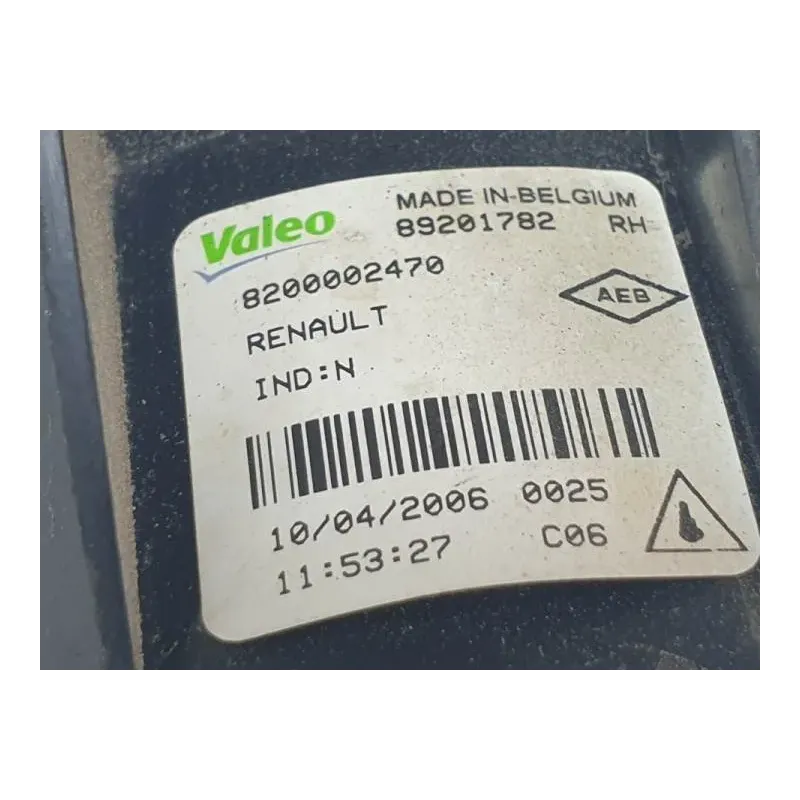 Valeo
MADE IN-BELGIUM
89201782 RH
8200002470
AEB
RENAULT
IND:N
10/04/2006 0025
11:53:27 C06